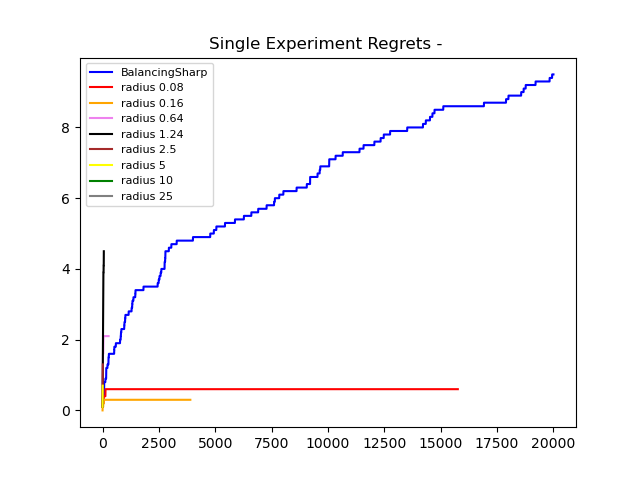 Single Experiment Regrets -
BalancingSharp
radius 0.08
radius 0.16
radius 0.64
radius 1.24
radius 2.5
radius 5
radius 10
radius 25
8
6
4
2
0
0 2500 5000 7500 10000 12500 15000 17500 20000